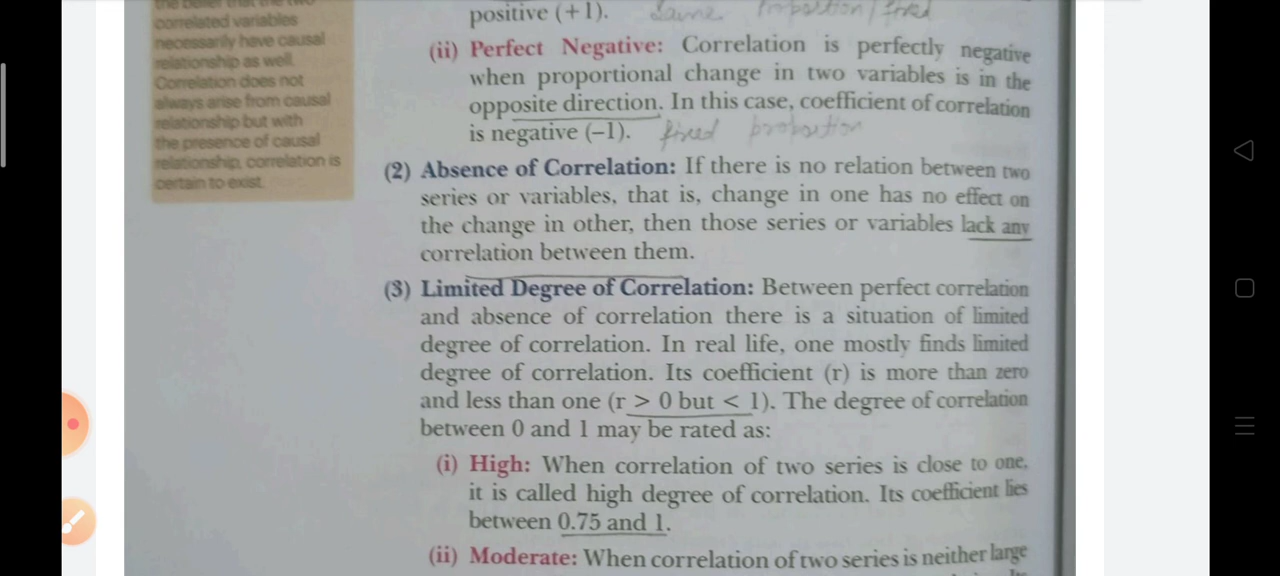 correlated variables
necessarily have causal
relationship as well.
Correlation does not
always arise from causal
relationship but with
the presence of causal
relationship, correlation is
certain to exist.
positive (+1). Same Proportion / fixed
(ii) Perfect Negative: Correlation is perfectly negative
when proportional change in two variables is in the
opposite direction. In this case, coefficient of correlation
is negative (–1). fixed proportion
(2) Absence of Correlation: If there is no relation between two
series or variables, that is, change in one has no effect on
the change in other, then those series or variables lack any
correlation between them.
(3) Limited Degree of Correlation: Between perfect correlation
and absence of correlation there is a situation of limited
degree of correlation. In real life, one mostly finds limited
degree of correlation. Its coefficient (r) is more than zero
and less than one (r > 0 but < 1). The degree of correlation
between 0 and 1 may be rated as:
(i) High: When correlation of two series is close to one,
it is called high degree of correlation. Its coefficient lies
between 0.75 and 1.
(ii) Moderate: When correlation of two series is neither large